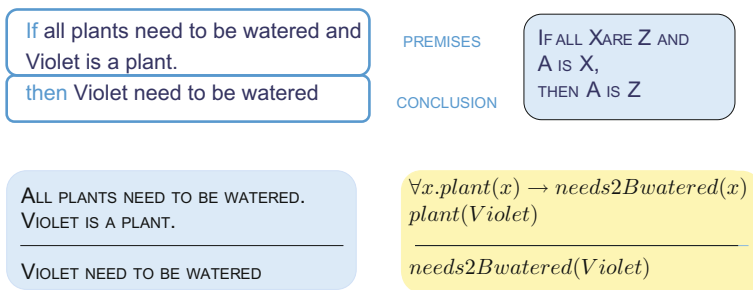 If all plants need to be watered and
Violet is a plant.
then Violet need to be watered
PREMISES
CONCLUSION
IF ALL XARE Z AND
A IS X,
THEN A IS Z
ALL PLANTS NEED TO BE WATERED.
VIOLET IS A PLANT.
VIOLET NEED TO BE WATERED
∀x.plant(x) → needs2Bwatered(x)
plant(Violet)
needs2Bwatered(Violet)